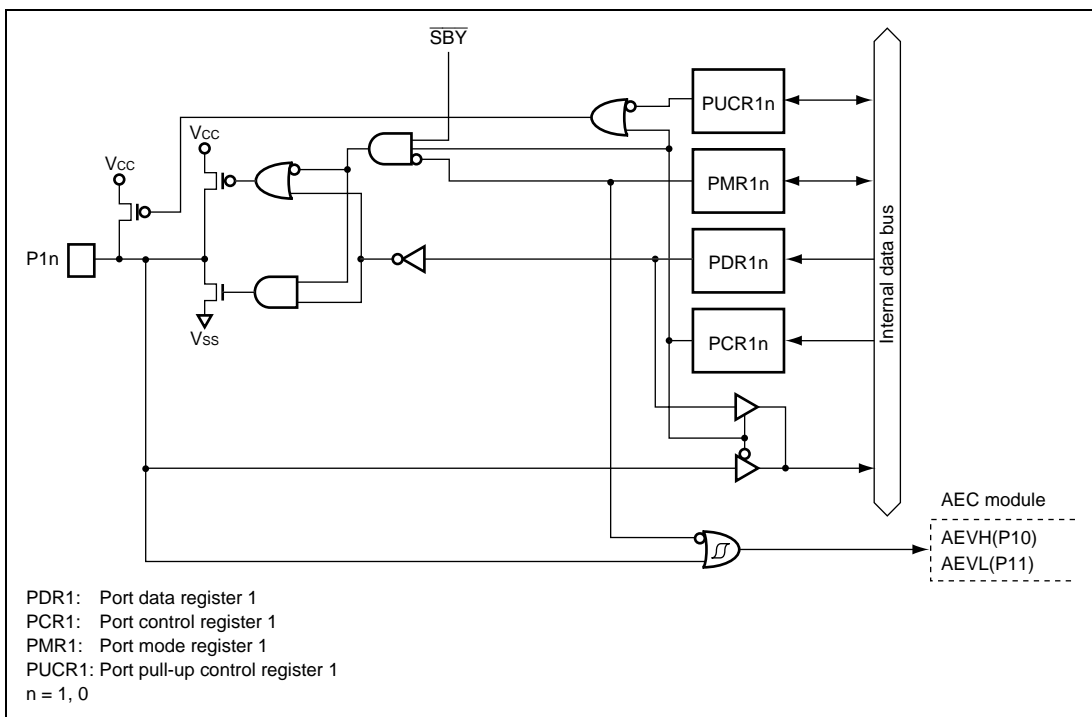 SBY
PUCR1n
VCC
VCC
PMR1n
PDR1n
P1n
VSS
PCR1n
Internal data bus
AEC module
AEVH(P10)
AEVL(P11)
PDR1: Port data register 1
PCR1: Port control register 1
PMR1: Port mode register 1
PUCR1: Port pull-up control register 1
n = 1, 0